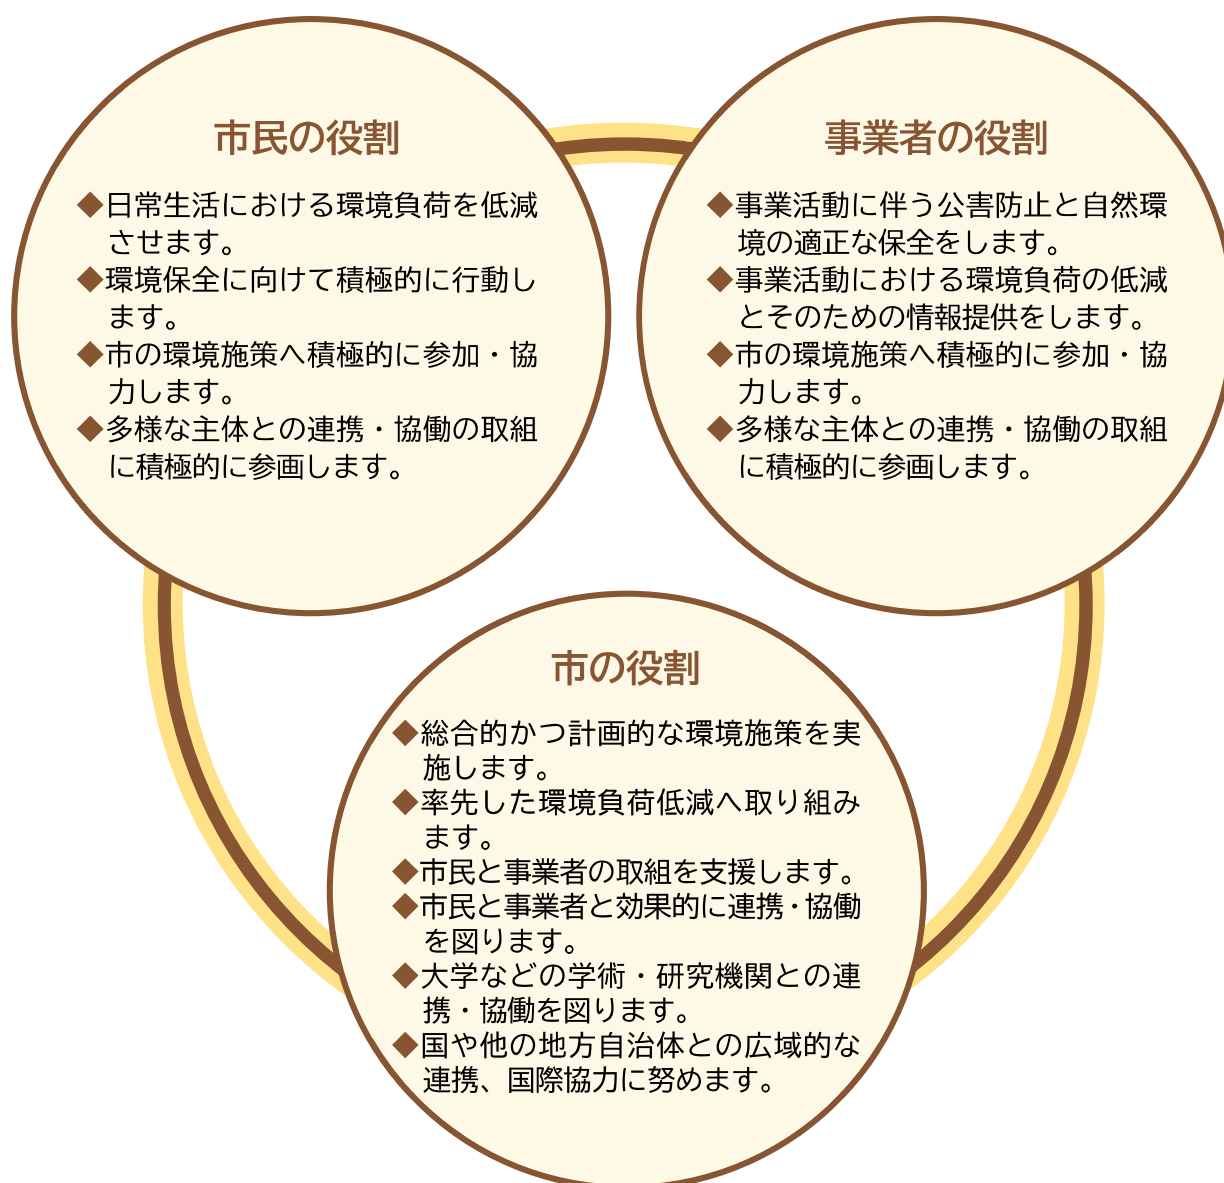 市民の役割
◆日常生活における環境負荷を低減
させます。
◆環境保全に向けて積極的に行動し
ます。
◆市の環境施策へ積極的に参加・協
力します。
◆多様な主体との連携・協働の取組
に積極的に参画します。
事業者の役割
◆事業活動に伴う公害防止と自然環
境の適正な保全をします。
◆事業活動における環境負荷の低減
とそのための情報提供をします。
◆市の環境施策へ積極的に参加・協
力します。
◆多様な主体との連携・協働の取組
に積極的に参画します。
市の役割
◆総合的かつ計画的な環境施策を実
施します。
◆率先した環境負荷低減へ取り組み
ます。
◆市民と事業者の取組を支援します。
◆市民と事業者と効果的に連携・協働
を図ります。
◆大学などの学術・研究機関との連
携・協働を図ります。
◆国や他の地方自治体との広域的な
連携、国際協力に努めます。